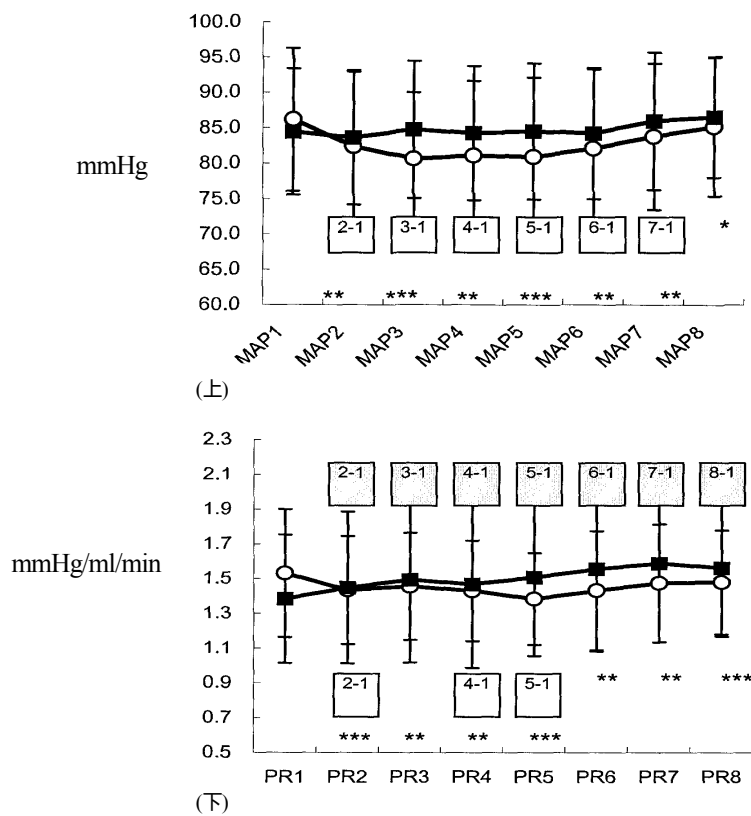 100.0
95.0
90.0
85.0
mmHg
80.0
75.0
70.0
65.0
60.0
2-1 3-1 4-1 5-1 6-1 7-1 *
** *** ** *** ** **
MAP1 MAP2 MAP3 MAP4 MAP5 MAP6 MAP7 MAP8
(上)
2.3
2.1
1.9
1.7
mmHg/ml/min
1.5
1.3
1.1
0.9
0.7
0.5
2-1 3-1 4-1 5-1 6-1 7-1 8-1
2-1 4-1 5-1 ** ** ***
*** ** ** ***
PR1 PR2 PR3 PR4 PR5 PR6 PR7 PR8
(下)